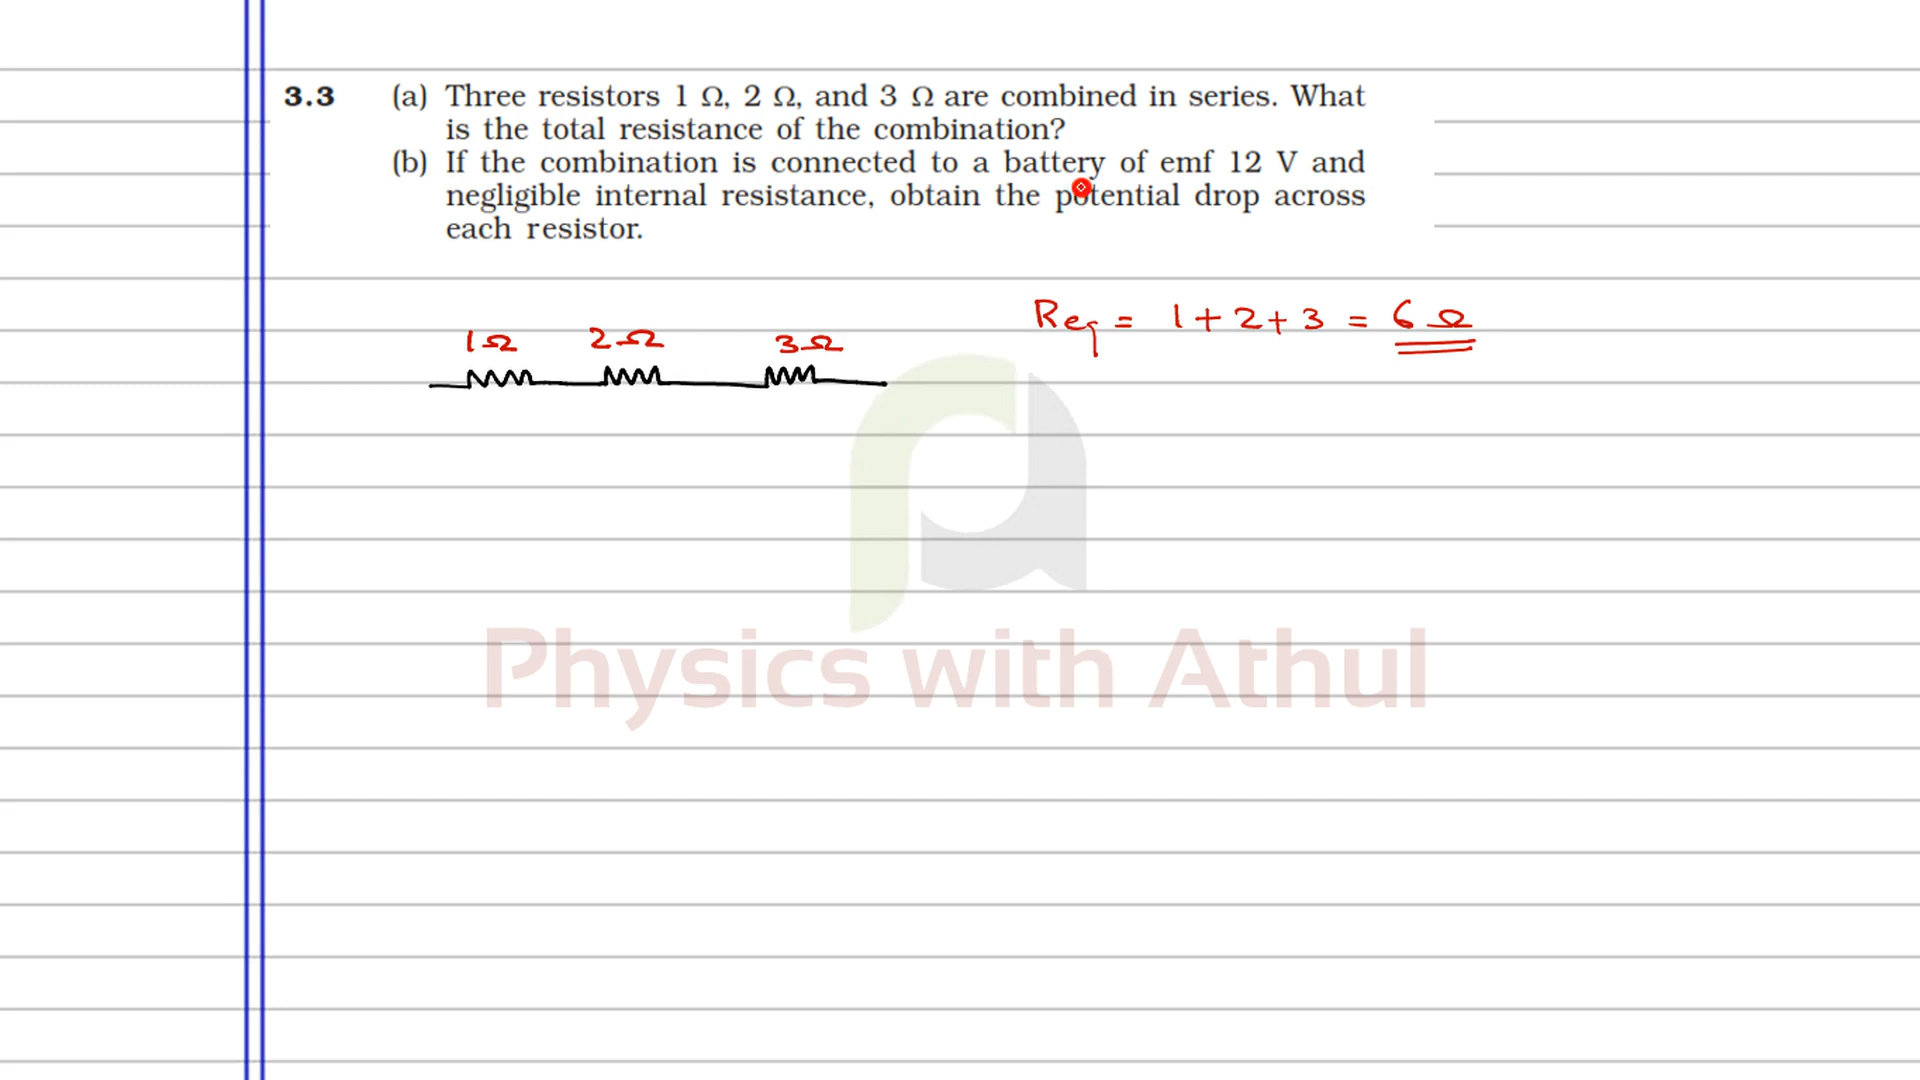 3.3 (a) Three resistors 1 Ω, 2 Ω, and 3 Ω are combined in series. What
is the total resistance of the combination?
(b) If the combination is connected to a battery of emf 12 V and
negligible internal resistance, obtain the potential drop across
each resistor.
Req = 1+2+3 = 6 Ω
1Ω 2Ω 3Ω
Physics with Athul